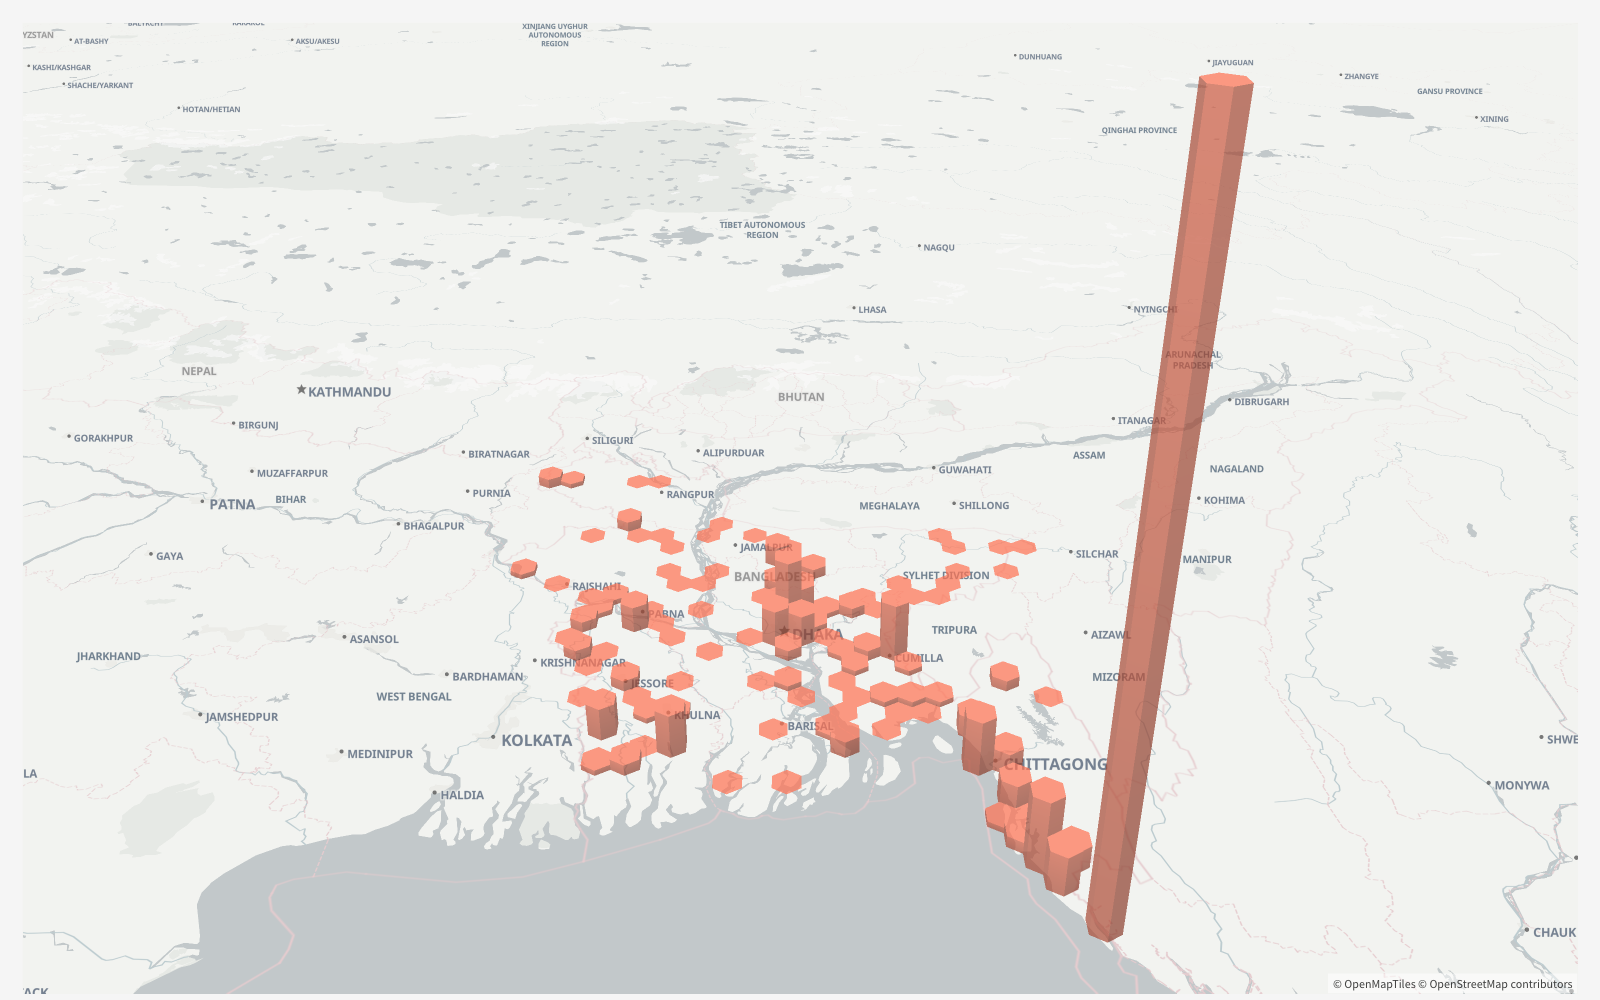 YZSTAN
AT-BASHY
AKSU/AKESU
XINJIANG UYGHUR
AUTONOMOUS
REGION
KASHI/KASHGAR
SHACHE/YARKANT
HOTAN/HETIAN
DUNHUANG
JIAYUGUAN
ZHANGYE
GANSU PROVINCE
XINING
QINGHAI PROVINCE
TIBET AUTONOMOUS
REGION
NAGQU
LHASA
NYINGCHI
ARUNACHAL
PRADESH
NEPAL
KATHMANDU
BHUTAN
DIBRUGARH
ITANAGAR
BIRGUNJ
GORAKHPUR
SILIGURI
BIRATNAGAR
ALIPURDUAR
ASSAM
GUWAHATI
NAGALAND
MUZAFFARPUR
PURNIA
RANGPUR
PATNA
BIHAR
MEGHALAYA
SHILLONG
KOHIMA
BHAGALPUR
JAMALPUR
SILCHAR
GAYA
MANIPUR
BANGLADESH
SYLHET DIVISION
RAJSHAHI
PABNA
DHAKA
TRIPURA
AIZAWL
ASANSOL
JHARKHAND
KRISHNANAGAR
CUMILLA
BARDHAMAN
JESSORE
MIZORAM
WEST BENGAL
JAMSHEDPUR
KHULNA
BARISAL
KOLKATA
SHWE
MEDINIPUR
CHITTAGONG
LA
HALDIA
MONYWA
CHAUK
ACK
© OpenMapTiles © OpenStreetMap contributors